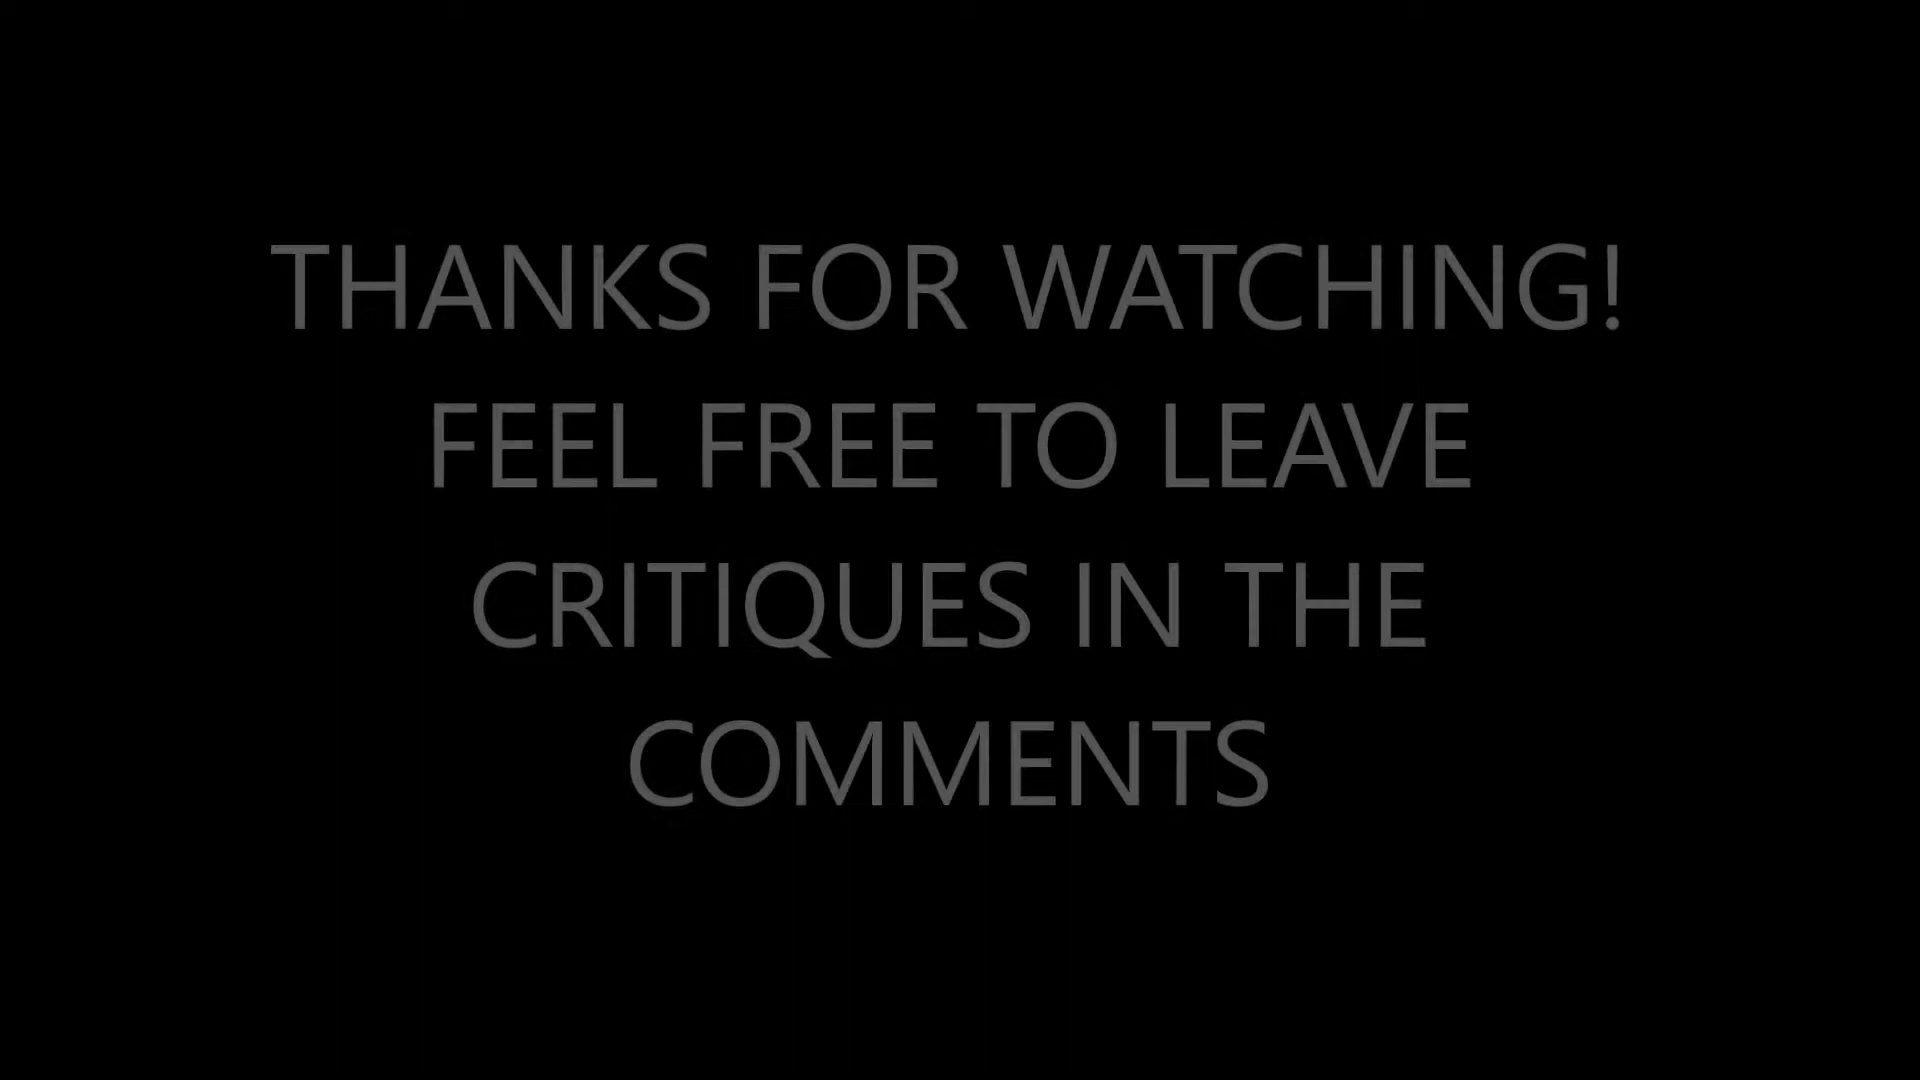 THANKS FOR WATCHING!
FEEL FREE TO LEAVE
CRITIQUES IN THE
COMMENTS